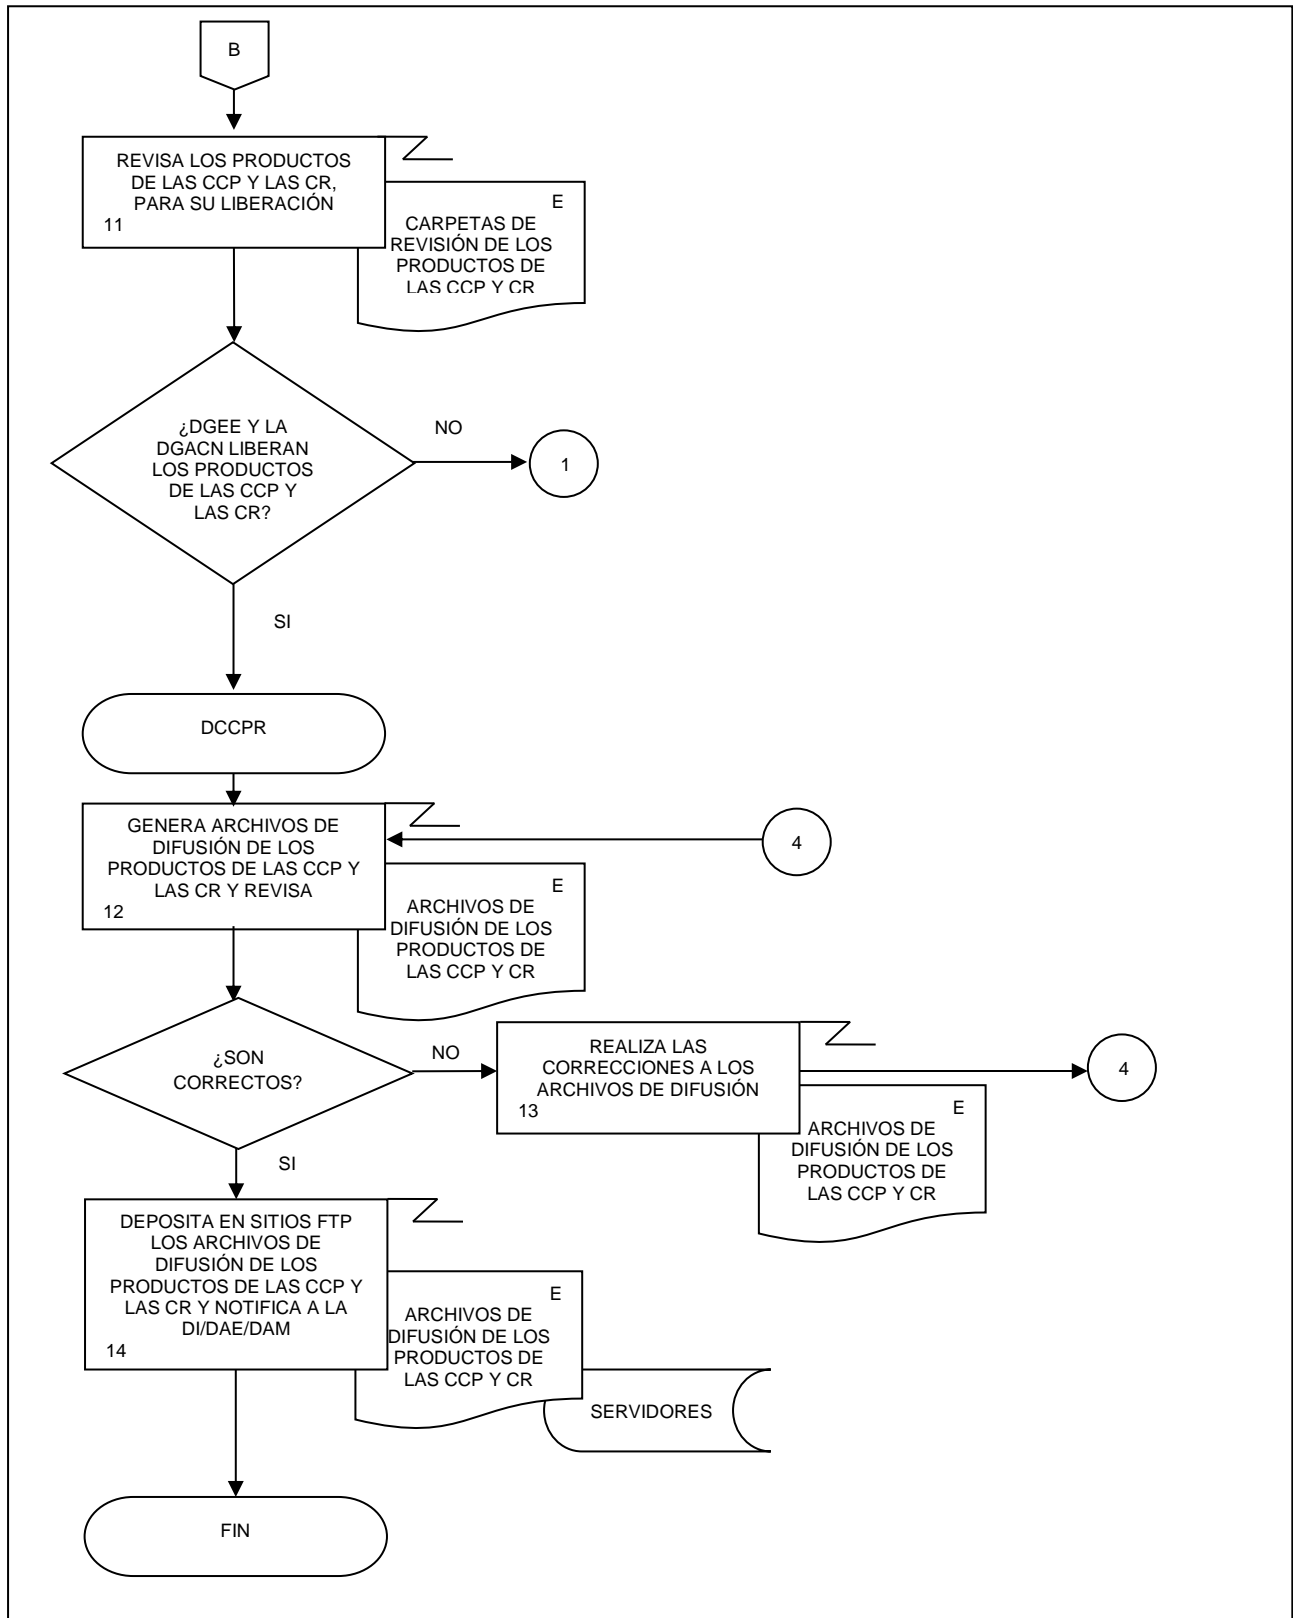 B
REVISA LOS PRODUCTOS
DE LAS CCP Y LAS CR,
PARA SU LIBERACIÓN
11
E
CARPETAS DE
REVISIÓN DE LOS
PRODUCTOS DE
LAS CCP Y CR
¿DGEE Y LA
DGACN LIBERAN
LOS PRODUCTOS
DE LAS CCP Y
LAS CR?
NO
1
SI
DCCPR
GENERA ARCHIVOS DE
DIFUSIÓN DE LOS
PRODUCTOS DE LAS CCP Y
LAS CR Y REVISA
12
4
E
ARCHIVOS DE
DIFUSIÓN DE LOS
PRODUCTOS DE
LAS CCP Y CR
¿SON
CORRECTOS?
NO
REALIZA LAS
CORRECCIONES A LOS
ARCHIVOS DE DIFUSIÓN
13
4
E
ARCHIVOS DE
DIFUSIÓN DE LOS
PRODUCTOS DE
LAS CCP Y CR
SI
DEPOSITA EN SITIOS FTP
LOS ARCHIVOS DE
DIFUSIÓN DE LOS
PRODUCTOS DE LAS CCP Y
LAS CR Y NOTIFICA A LA
DI/DAE/DAM
14
E
ARCHIVOS DE
DIFUSIÓN DE LOS
PRODUCTOS DE
LAS CCP Y CR
SERVIDORES
FIN